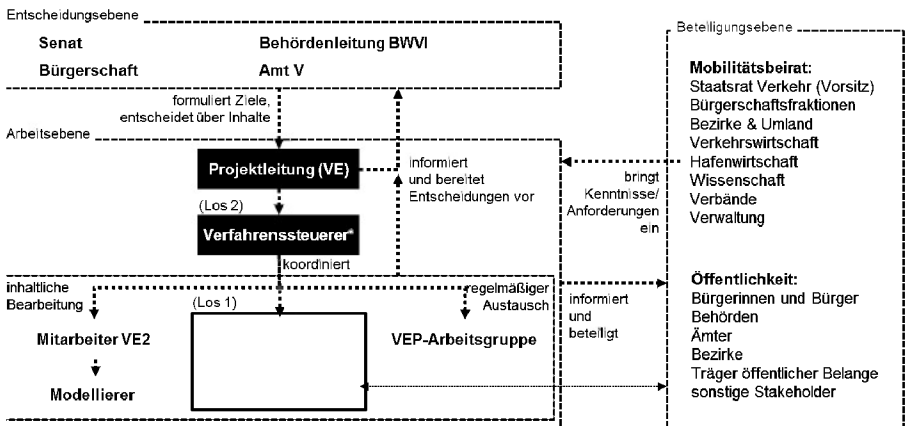 Entscheidungsebene
Senat
Behördenleitung BWVI
Bürgerschaft
Amt V
formuliert Ziele,
entscheidet über Inhalte
Arbeitsebene
Projektleitung (VE)
informiert
und bereitet
Entscheidungen vor
(Los 2)
Verfahrenssteuerer*
koordiniert
inhaltliche
Bearbeitung
(Los 1)
regelmäßiger
Austausch
Mitarbeiter VE2
VEP-Arbeitsgruppe
Modellierer
bringt
Kenntnisse/
Anforderungen
ein
informiert
und
beteiligt
Beteiligungsebene
Mobilitätsbeirat:
Staatsrat Verkehr (Vorsitz)
Bürgerschaftsfraktionen
Bezirke & Umland
Verkehrswirtschaft
Hafenwirtschaft
Wissenschaft
Verbände
Verwaltung
Öffentlichkeit:
Bürgerinnen und Bürger
Behörden
Ämter
Bezirke
Träger öffentlicher Belange
sonstige Stakeholder